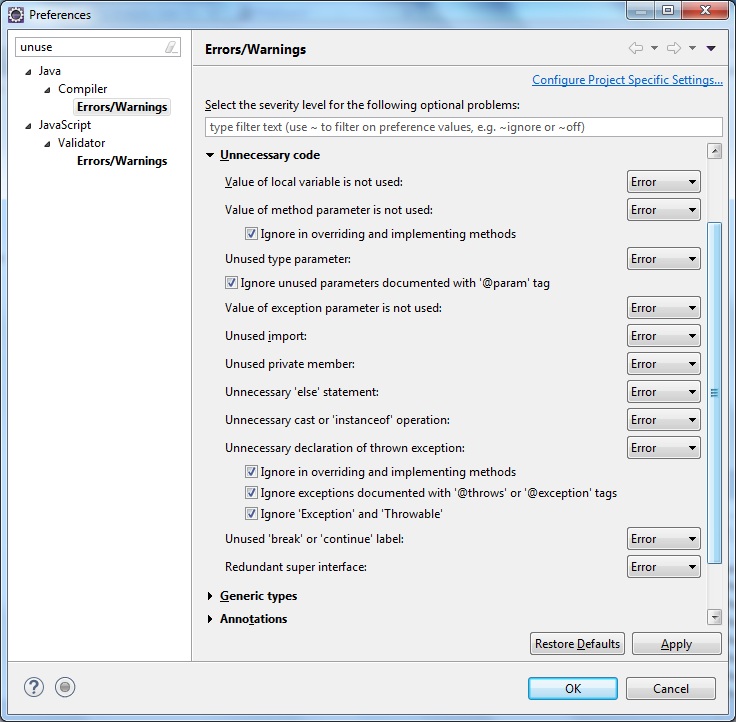 Preferences
unuse
Java
Compiler
Errors/Warnings
JavaScript
Validator
Errors/Warnings
Errors/Warnings
Configure Project Specific Settings...
Select the severity level for the following optional problems:
type filter text (use ~ to filter on preference values, e.g. ~ignore or ~off)
Unnecessary code
Value of local variable is not used: Error
Value of method parameter is not used: Error
Ignore in overriding and implementing methods
Unused type parameter: Error
Ignore unused parameters documented with '@param' tag
Value of exception parameter is not used: Error
Unused import: Error
Unused private member: Error
Unnecessary 'else' statement: Error
Unnecessary cast or 'instanceof' operation: Error
Unnecessary declaration of thrown exception: Error
Ignore in overriding and implementing methods
Ignore exceptions documented with '@throws' or '@exception' tags
Ignore 'Exception' and 'Throwable'
Unused 'break' or 'continue' label: Error
Redundant super interface: Error
Generic types
Annotations
Restore Defaults Apply
? OK Cancel